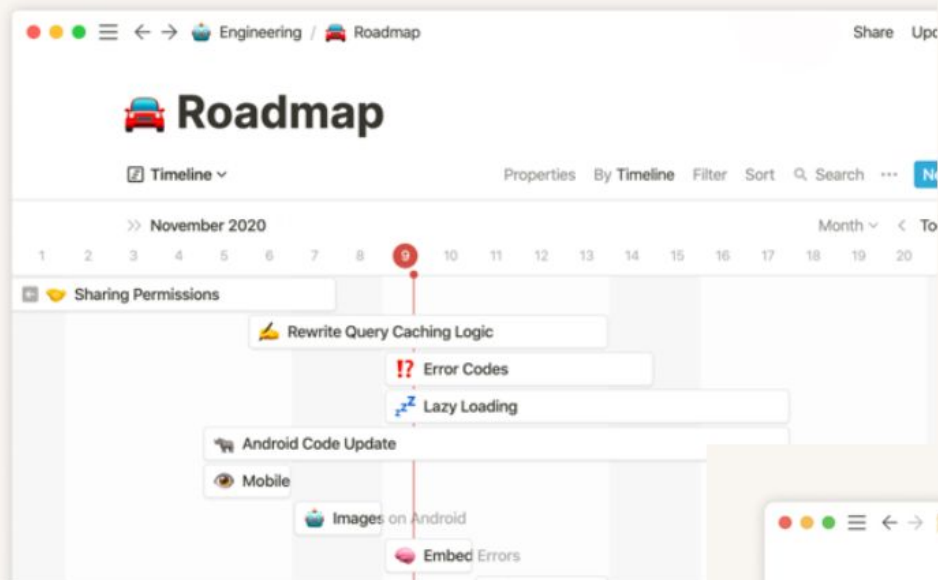 Engineering / Roadmap Share
Roadmap
Timeline Properties By Timeline Filter Sort Search ...
November 2020 Month
1 2 3 4 5 6 7 8 9 10 11 12 13 14 15 16 17 18 19 20
Sharing Permissions
Rewrite Query Caching Logic
Error Codes
Lazy Loading
Android Code Update
Mobile
Images on Android
Embed Errors